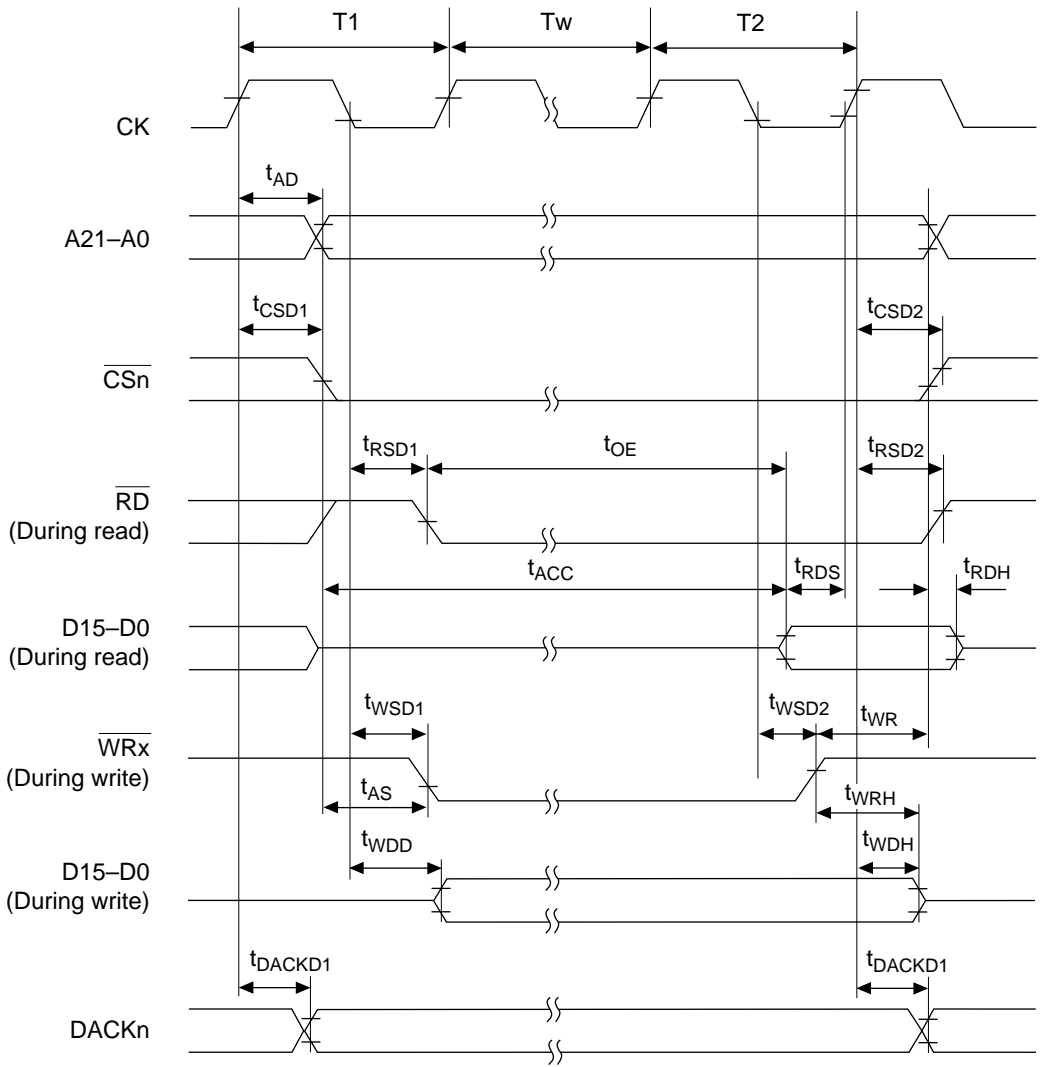 T1 Tw T2
CK
tAD
A21–A0
tCSD1 tCSD2
CSn
tRSD1 tOE tRSD2
RD
(During read)
tACC tRDS tRDH
D15–D0
(During read)
tWSD1 tWSD2 tWR
WRx
(During write)
tAS tWRH
tWDD tWDH
D15–D0
(During write)
tDACKD1 tDACKD1
DACKn